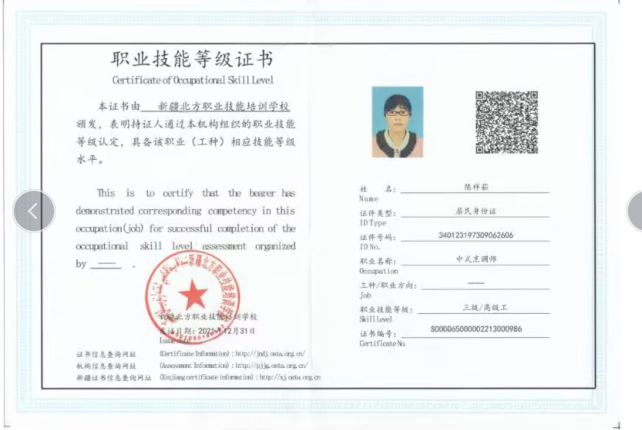 职业技能等级证书
Certificate of Occupational Skill Level
本证书由 新疆北方职业技能培训学校
颁发，表明持证人通过本机构组织的职业技能
等级认定，具备该职业（工种）相应技能等级
水平。
This is to certify that the bearer has
demonstrated corresponding competency in this
occupation(job) for successful completion of the
occupational skill level assessment organized
by —— .
新疆北方职业技能培训学校
发证日期: 2021年12月31日
Issue date
证书信息查询网址 (Certificate Information) : http://jndj.osta.org.cn/
机构信息查询网址 (Assessment Information) : http://pjjg.osta.org.cn/
新疆证书信息查询网址 (Xinjiang certificate information) : http://xj.osta.org.cn
姓 名: 陈祥茹
Name
证件类型: 居民身份证
ID Type
证件号码: 340123197309062606
ID No.
职业名称: 中式烹调师
Occupation
工种/职业方向: ——
Job
职业技能等级: 三级/高级工
Skill Level
证书编号: S000065000002213000986
Certificate No